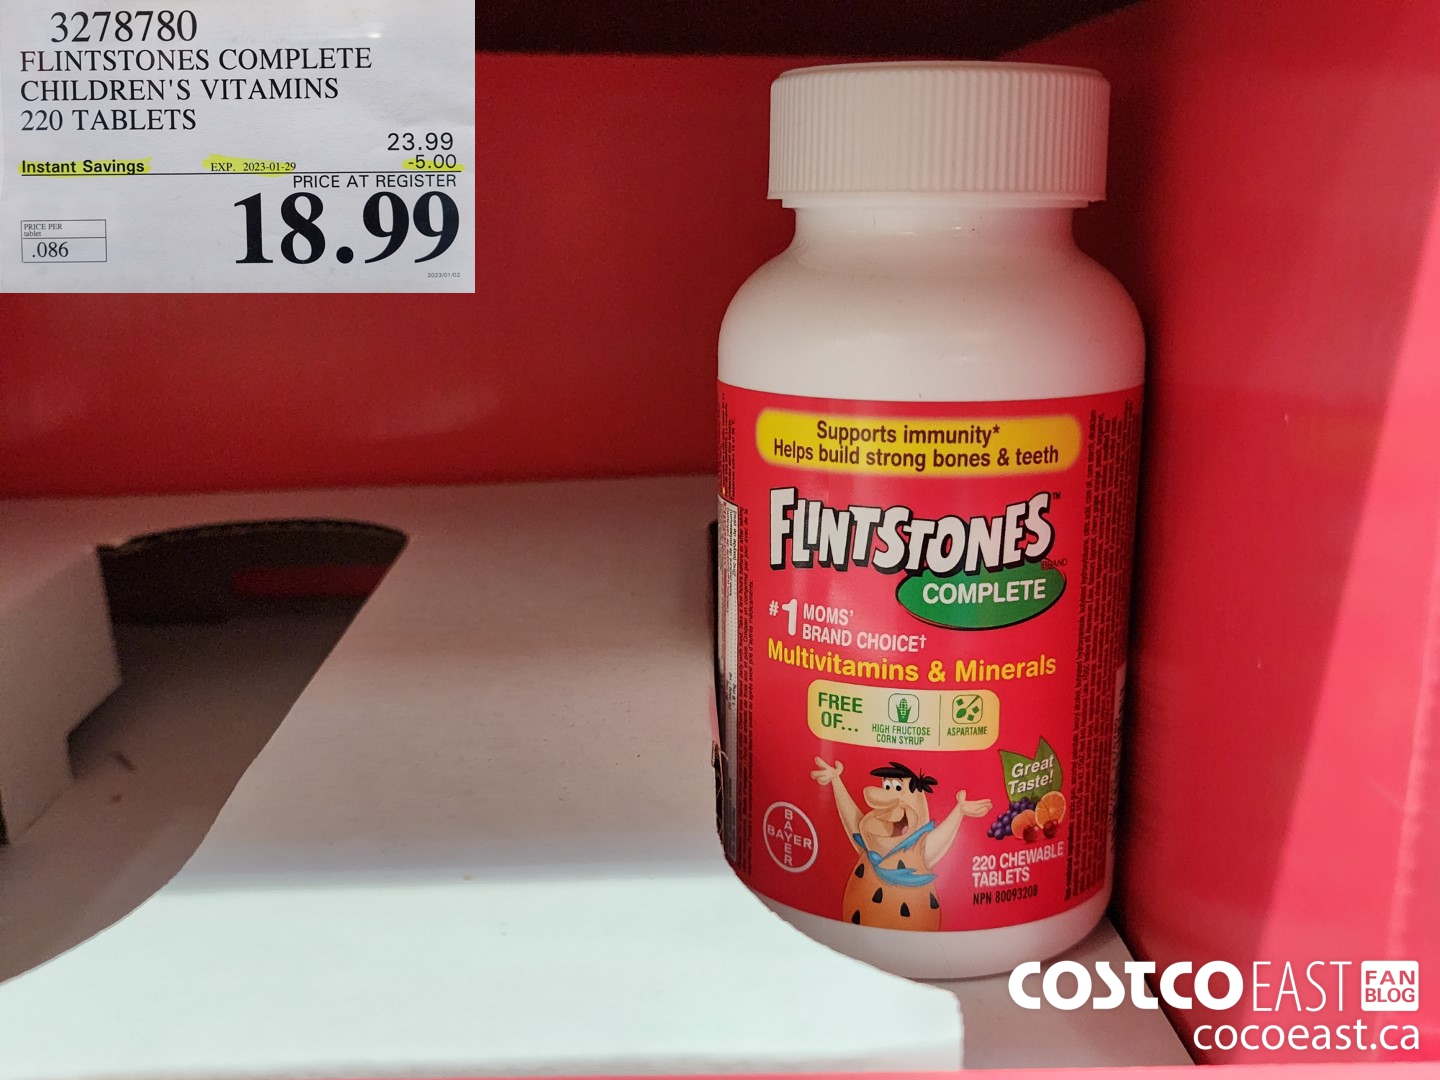 3278780
FLINTSTONES COMPLETE
CHILDREN'S VITAMINS
220 TABLETS
23.99
Instant Savings EXP. 2023-01-29 -5.00
PRICE AT REGISTER
18.99
PRICE PER
tablet
.086
2023/01/02
Supports immunity*
Helps build strong bones & teeth
FLINTSTONES™
BRAND
COMPLETE
#1 MOMS'
BRAND CHOICE†
Multivitamins & Minerals
FREE
OF...
HIGH FRUCTOSE
CORN SYRUP
ASPARTAME
Great
Taste!
BAYER
BAYER
220 CHEWABLE
TABLETS
NPN 80093208
COSTCO EAST FAN
BLOG
cocoeast.ca